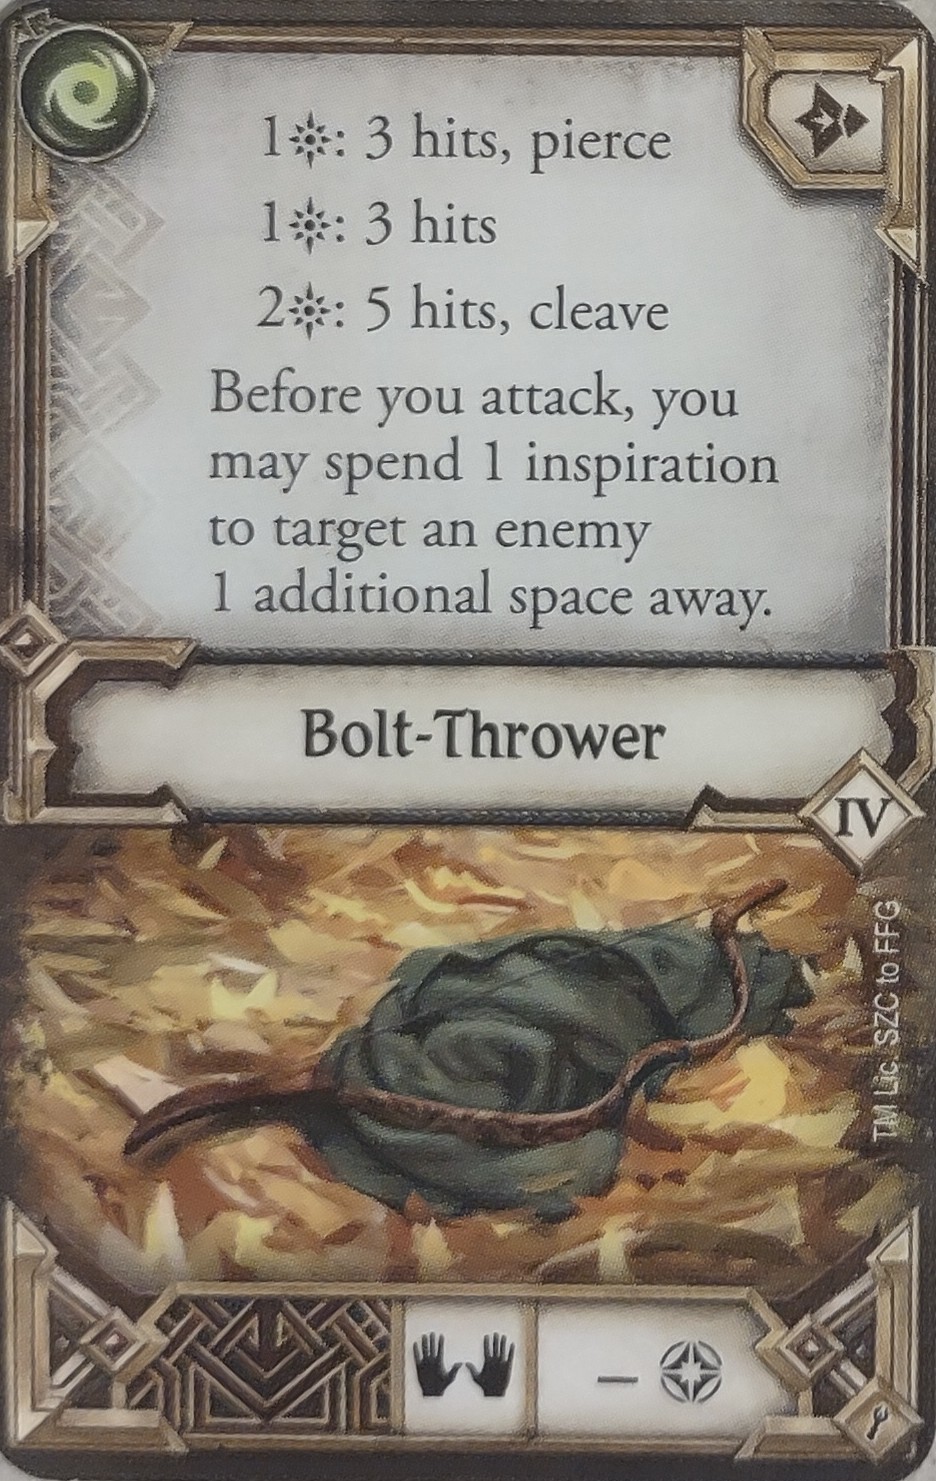 1: 3 hits, pierce
1: 3 hits
2: 5 hits, cleave
Before you attack, you
may spend 1 inspiration
to target an enemy
1 additional space away.
Bolt-Thrower
IV
TM Lic. SZC to FFG
—